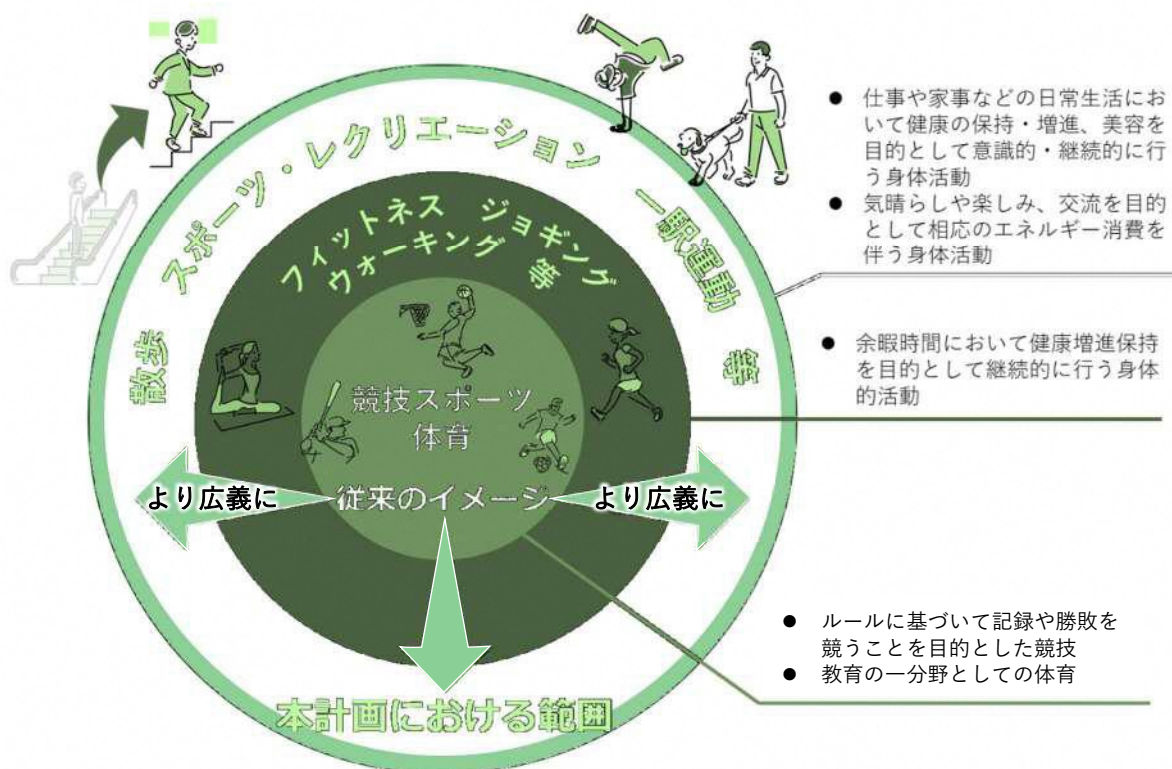 散歩 スポーツ・レクリエーション 一般運動 等
フィットネス ジョギング
ウォーキング 等
競技スポーツ
体育
より広義に 従来のイメージ より広義に
本計画における範囲
● 仕事や家事などの日常生活にお
いて健康の保持・増進、美容を
目的として意識的・継続的に行
う身体活動
● 気晴らしや楽しみ、交流を目的
として相応のエネルギー消費を
伴う身体活動
● 余暇時間において健康増進保持
を目的として継続的に行う身体
的活動
● ルールに基づいて記録や勝敗を
競うことを目的とした競技
● 教育の一分野としての体育